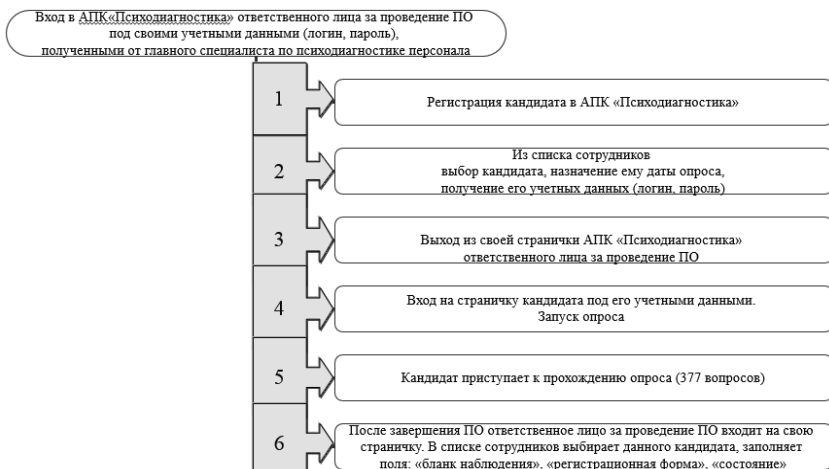 Вход в АПК«Психодиагностика» ответственного лица за проведение ПО
под своими учетными данными (логин, пароль),
полученными от главного специалиста по психодиагностике персонала
1
Регистрация кандидата в АПК «Психодиагностика»
2
Из списка сотрудников
выбор кандидата, назначение ему даты опроса,
получение его учетных данных (логин, пароль)
3
Выход из своей странички АПК «Психодиагностика»
ответственного лица за проведение ПО
4
Вход на страничку кандидата под его учетными данными.
Запуск опроса
5
Кандидат приступает к прохождению опроса (377 вопросов)
6
После завершения ПО ответственное лицо за проведение ПО входит на свою
страничку. В списке сотрудников выбирает данного кандидата, заполняет
поля: «бланк наблюдения», «регистрационная форма», «состояние»